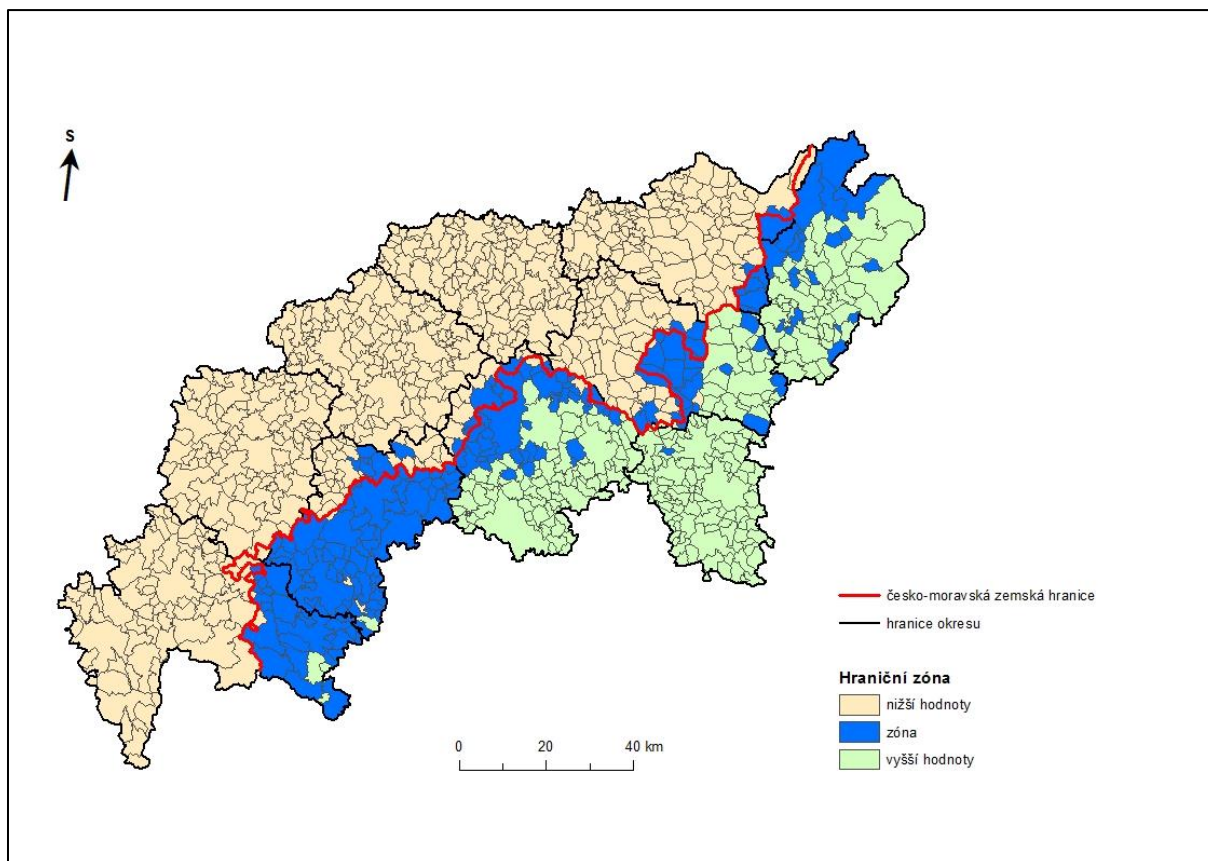 S
česko-moravská zemská hranice
hranice okresu
Hraniční zóna
nižší hodnoty
zóna
vyšší hodnoty
0 20 40 km